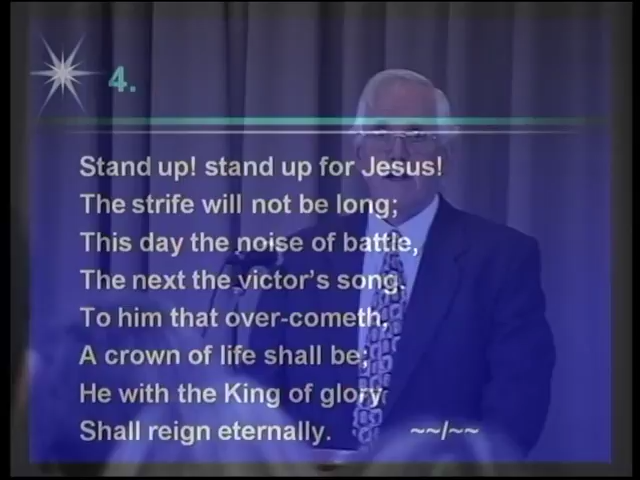 4.
Stand up! stand up for Jesus!
The strife will not be long;
This day the noise of battle,
The next the victor's song.
To him that over-cometh,
A crown of life shall be;
He with the King of glory
Shall reign eternally. ~~/~~